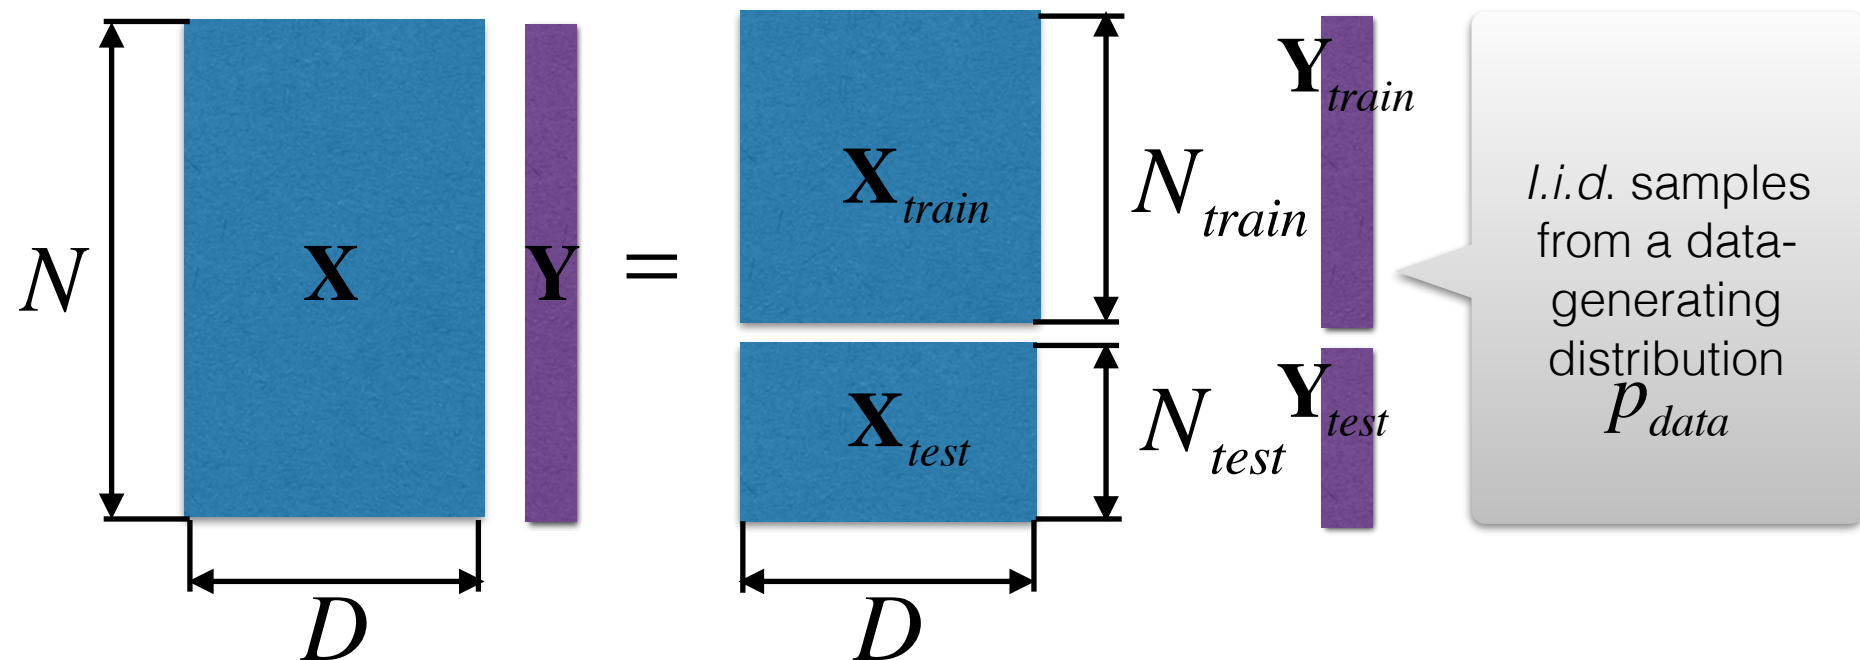 N
X
Y
=
D
X_train
N_train
Y_train
X_test
N_test
Y_test
D
I.i.d. samples
from a data-
generating
distribution
p_data